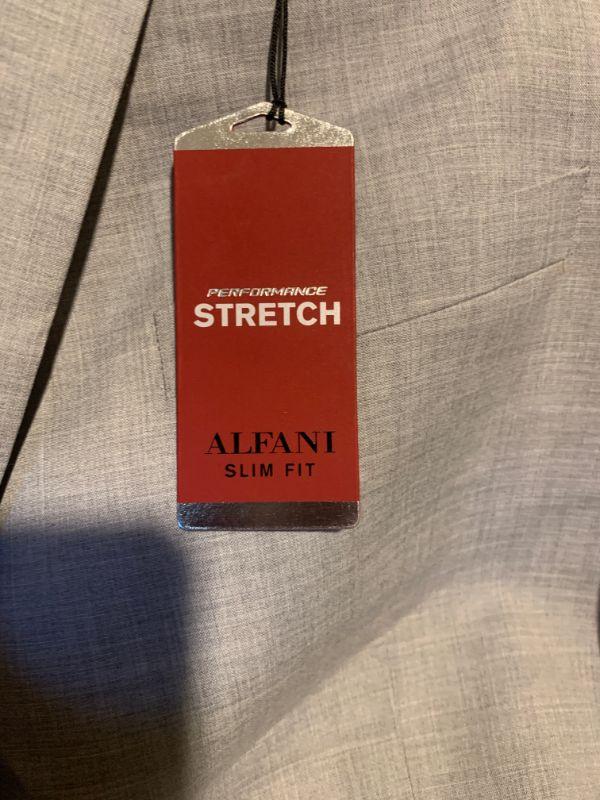 PERFORMANCE
STRETCH
ALFANI
SLIM FIT